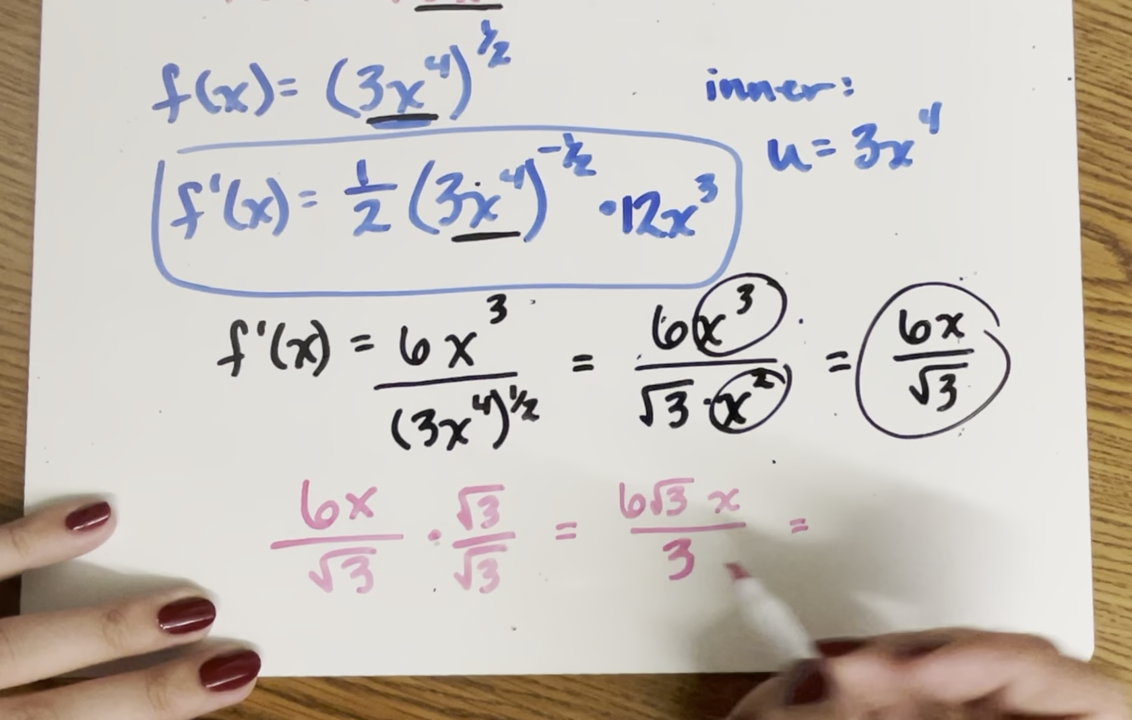 f(x) = (3x⁴)^½
inner:
u = 3x⁴
f'(x) = 1/2 (3x⁴)^-½ · 12x³
f'(x) = 6x³/(3x⁴)^½ = 6x³/√3 · x² = 6x/√3
6x/√3 · √3/√3 = 6√3 x/3 =